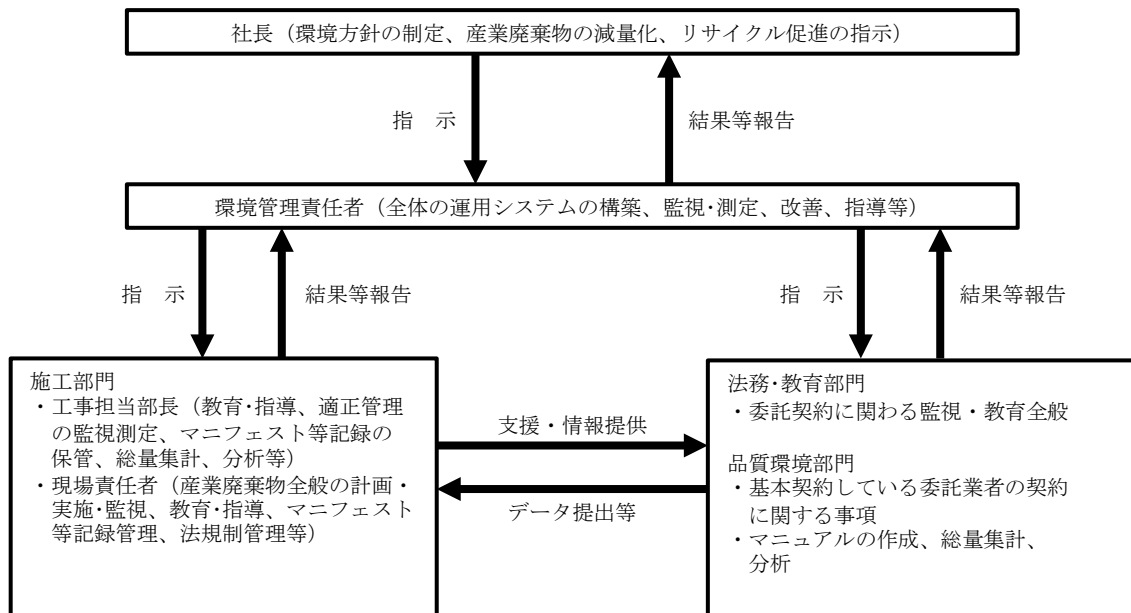 社長（環境方針の制定、産業廃棄物の減量化、リサイクル促進の指示）
指　示
結果等報告
環境管理責任者（全体の運用システムの構築、監視・測定、改善、指導等）
指　示
結果等報告
指　示
結果等報告
施工部門
・工事担当部長（教育・指導、適正管理
の監視測定、マニフェスト等記録の
保管、総量集計、分析等）
・現場責任者（産業廃棄物全般の計画・
実施・監視、教育・指導、マニフェスト
等記録管理、法規制管理等）
支援・情報提供
データ提出等
法務・教育部門
・委託契約に関わる監視・教育全般
品質環境部門
・基本契約している委託業者の契約
に関する事項
・マニュアルの作成、総量集計、
分析